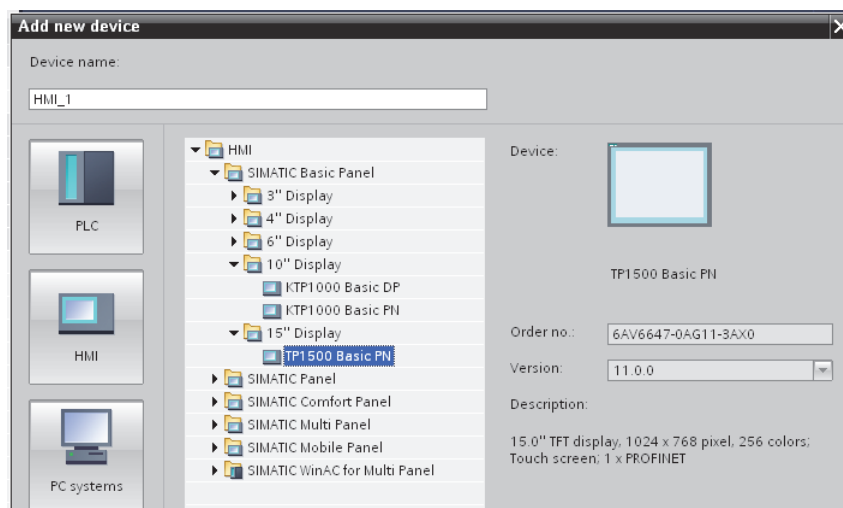 Add new device
Device name:
HMI_1
PLC
HMI
PC systems
HMI
SIMATIC Basic Panel
3'' Display
4'' Display
6'' Display
10'' Display
KTP1000 Basic DP
KTP1000 Basic PN
15'' Display
TP1500 Basic PN
SIMATIC Panel
SIMATIC Comfort Panel
SIMATIC Multi Panel
SIMATIC Mobile Panel
SIMATIC WinAC for Multi Panel
Device:
TP1500 Basic PN
Order no.: 6AV6647-0AG11-3AX0
Version: 11.0.0
Description:
15.0'' TFT display, 1024 x 768 pixel, 256 colors;
Touch screen; 1 x PROFINET